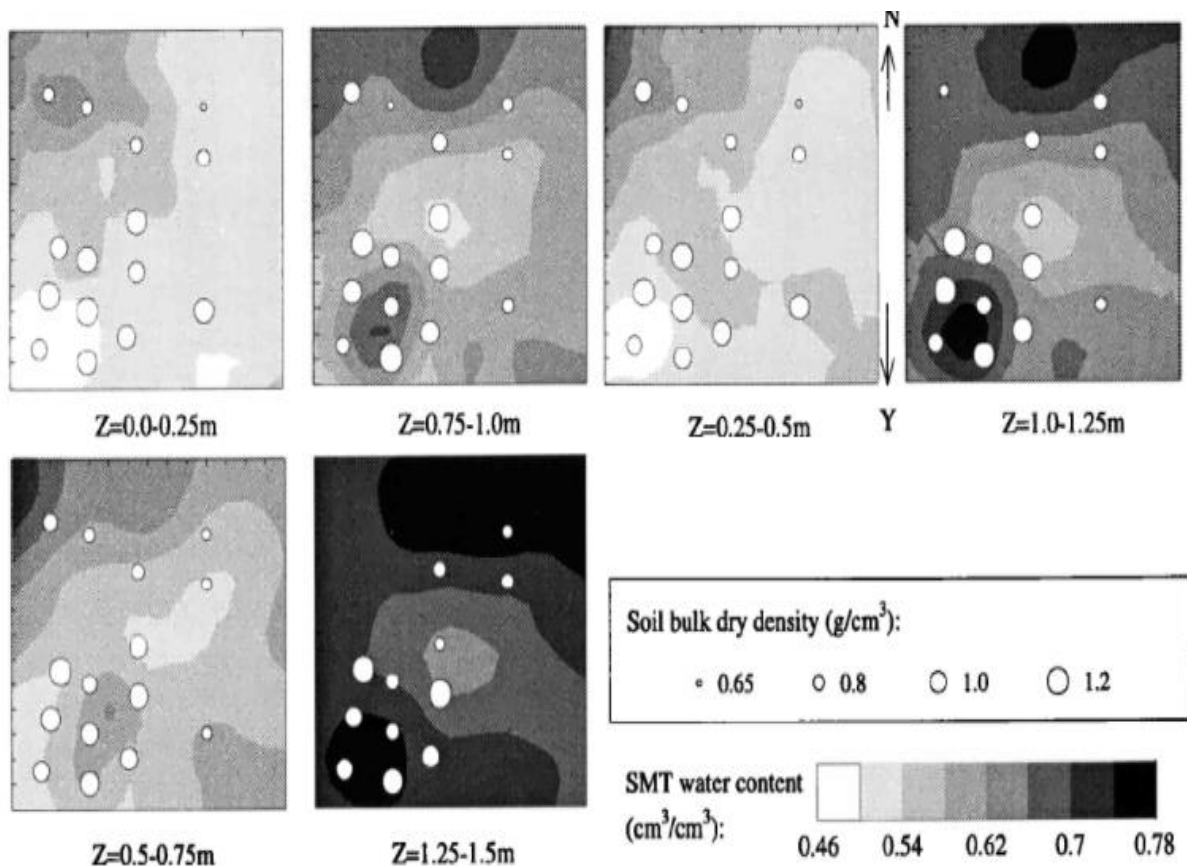 N
Z=0.0-0.25m
Z=0.75-1.0m
Z=0.25-0.5m
Y
Z=1.0-1.25m
Z=0.5-0.75m
Z=1.25-1.5m
Soil bulk dry density (g/cm³):
0.65
0.8
1.0
1.2
SMT water content
(cm³/cm³):
0.46
0.54
0.62
0.7
0.78